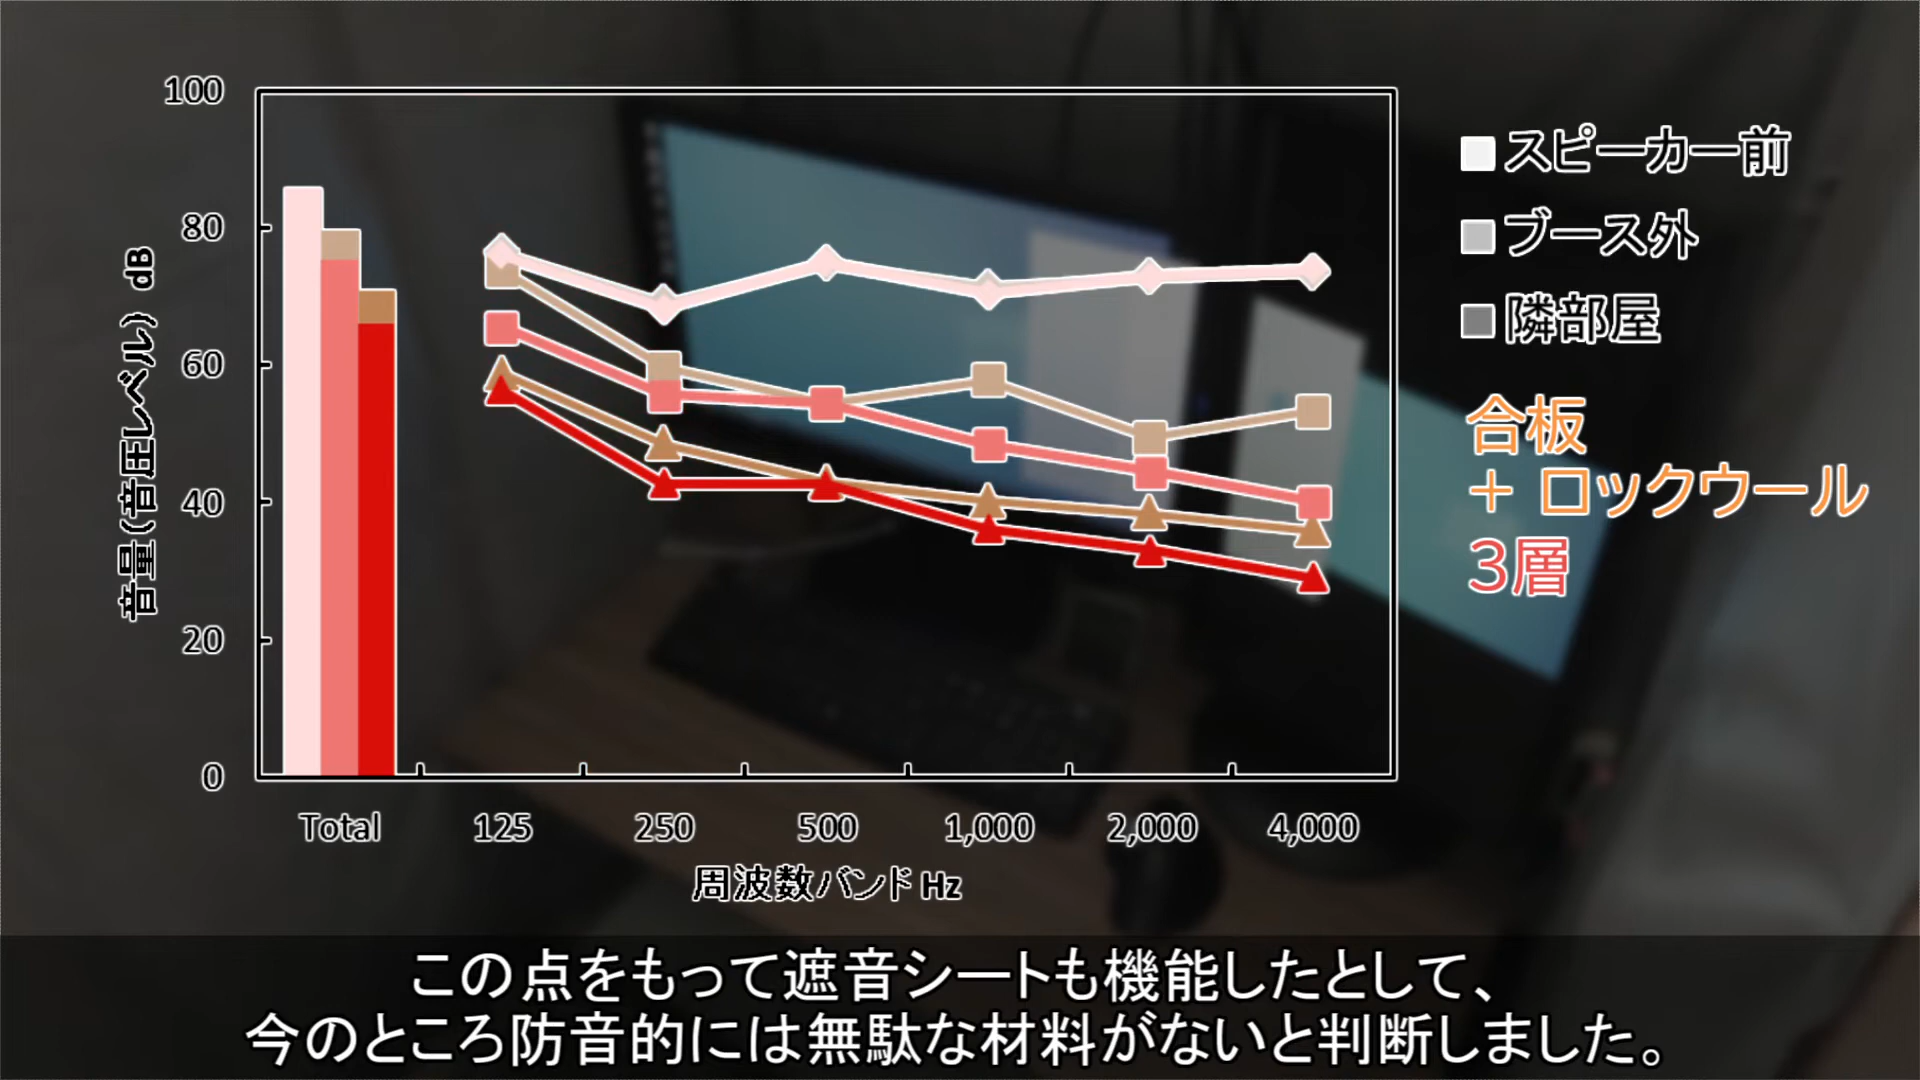 100
80
60
40
20
0
音量(音圧レベル) dB
Total
125
250
500
1,000
2,000
4,000
周波数バンド Hz
スピーカー前
ブース外
隣部屋
合板
+ ロックウール
3層
この点をもって遮音シートも機能したとして、
今のところ防音的には無駄な材料がないと判断しました。